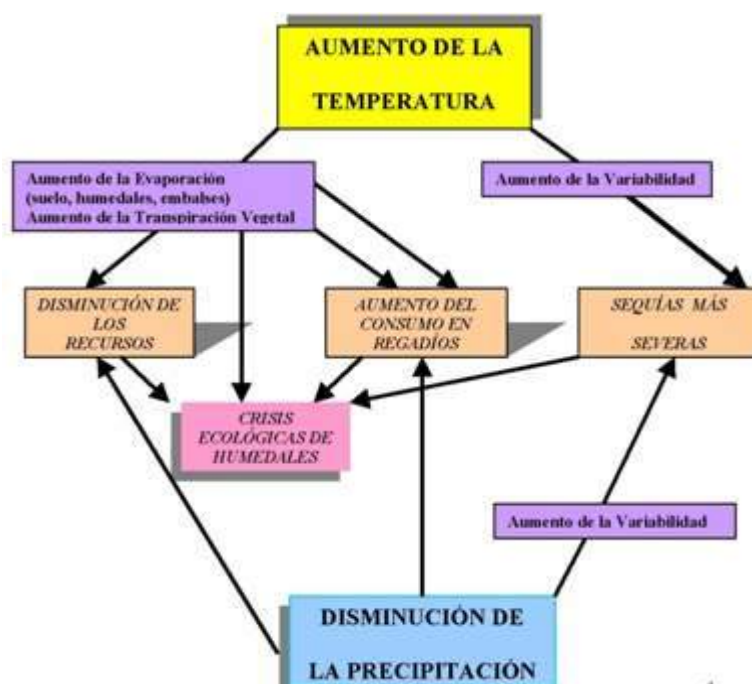 AUMENTO DE LA
TEMPERATURA
Aumento de la Evaporación
(suelo, humedales, embalses)
Aumento de la Transpiración Vegetal
Aumento de la Variabilidad
DISMINUCIÓN DE
LOS
RECURSOS
AUMENTO DEL
CONSUMO EN
REGADÍOS
SEQUÍAS MÁS
SEVERAS
CRISIS
ECOLÓGICAS DE
HUMEDALES
Aumento de la Variabilidad
DISMINUCIÓN DE
LA PRECIPITACIÓN